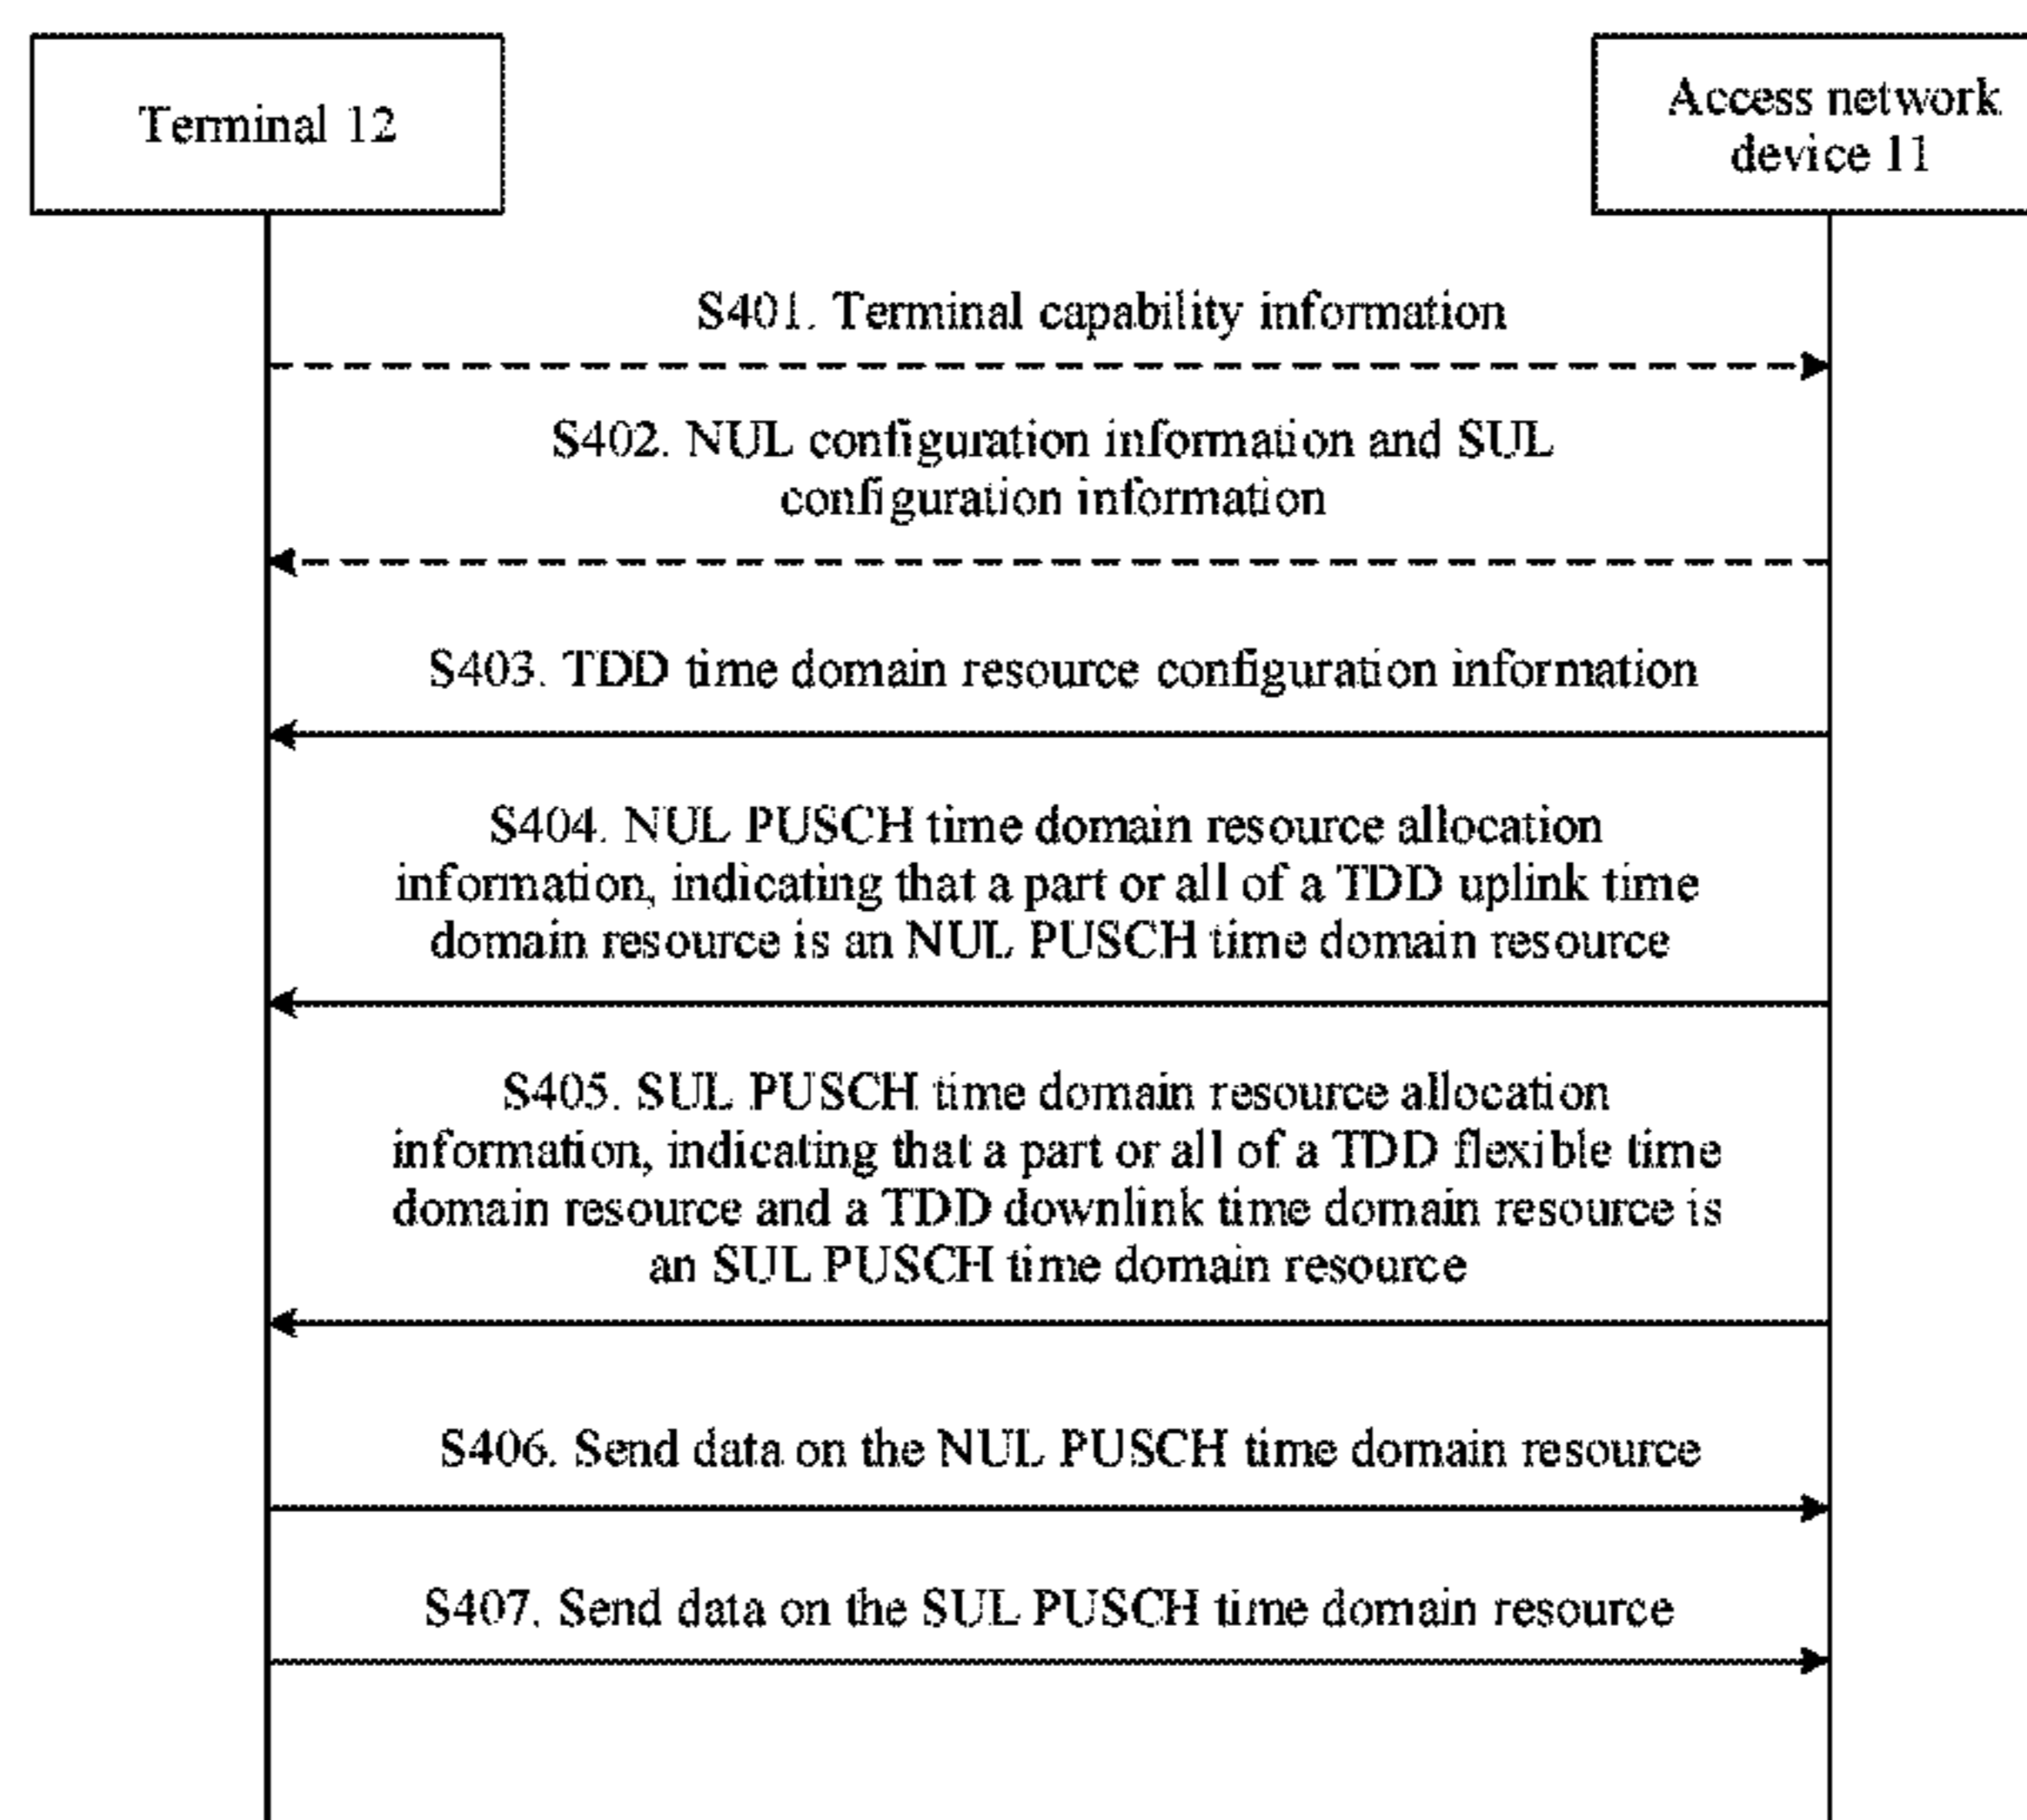 Terminal 12
Access network
device 11
S401. Terminal capability information
S402. NUL configuration information and SUL
configuration information
S403. TDD time domain resource configuration information
S404. NUL PUSCH time domain resource allocation
information, indicating that a part or all of a TDD uplink time
domain resource is an NUL PUSCH time domain resource
S405. SUL PUSCH time domain resource allocation
information, indicating that a part or all of a TDD flexible time
domain resource and a TDD downlink time domain resource is
an SUL PUSCH time domain resource
S406. Send data on the NUL PUSCH time domain resource
S407. Send data on the SUL PUSCH time domain resource